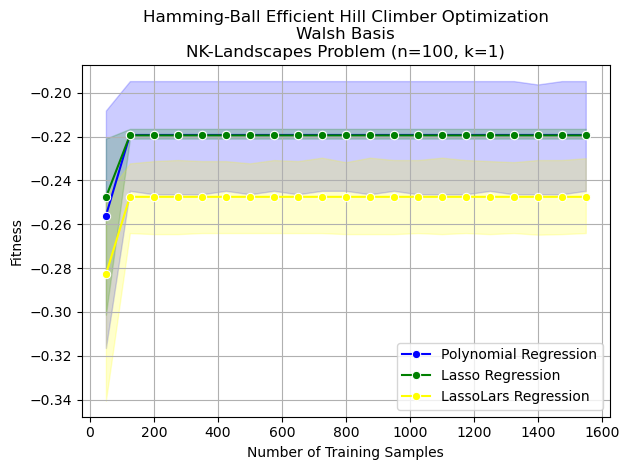 Hamming-Ball Efficient Hill Climber Optimization
Walsh Basis
NK-Landscapes Problem (n=100, k=1)
Fitness
−0.20
−0.22
−0.24
−0.26
−0.28
−0.30
−0.32
−0.34
Polynomial Regression
Lasso Regression
LassoLars Regression
0 200 400 600 800 1000 1200 1400 1600
Number of Training Samples